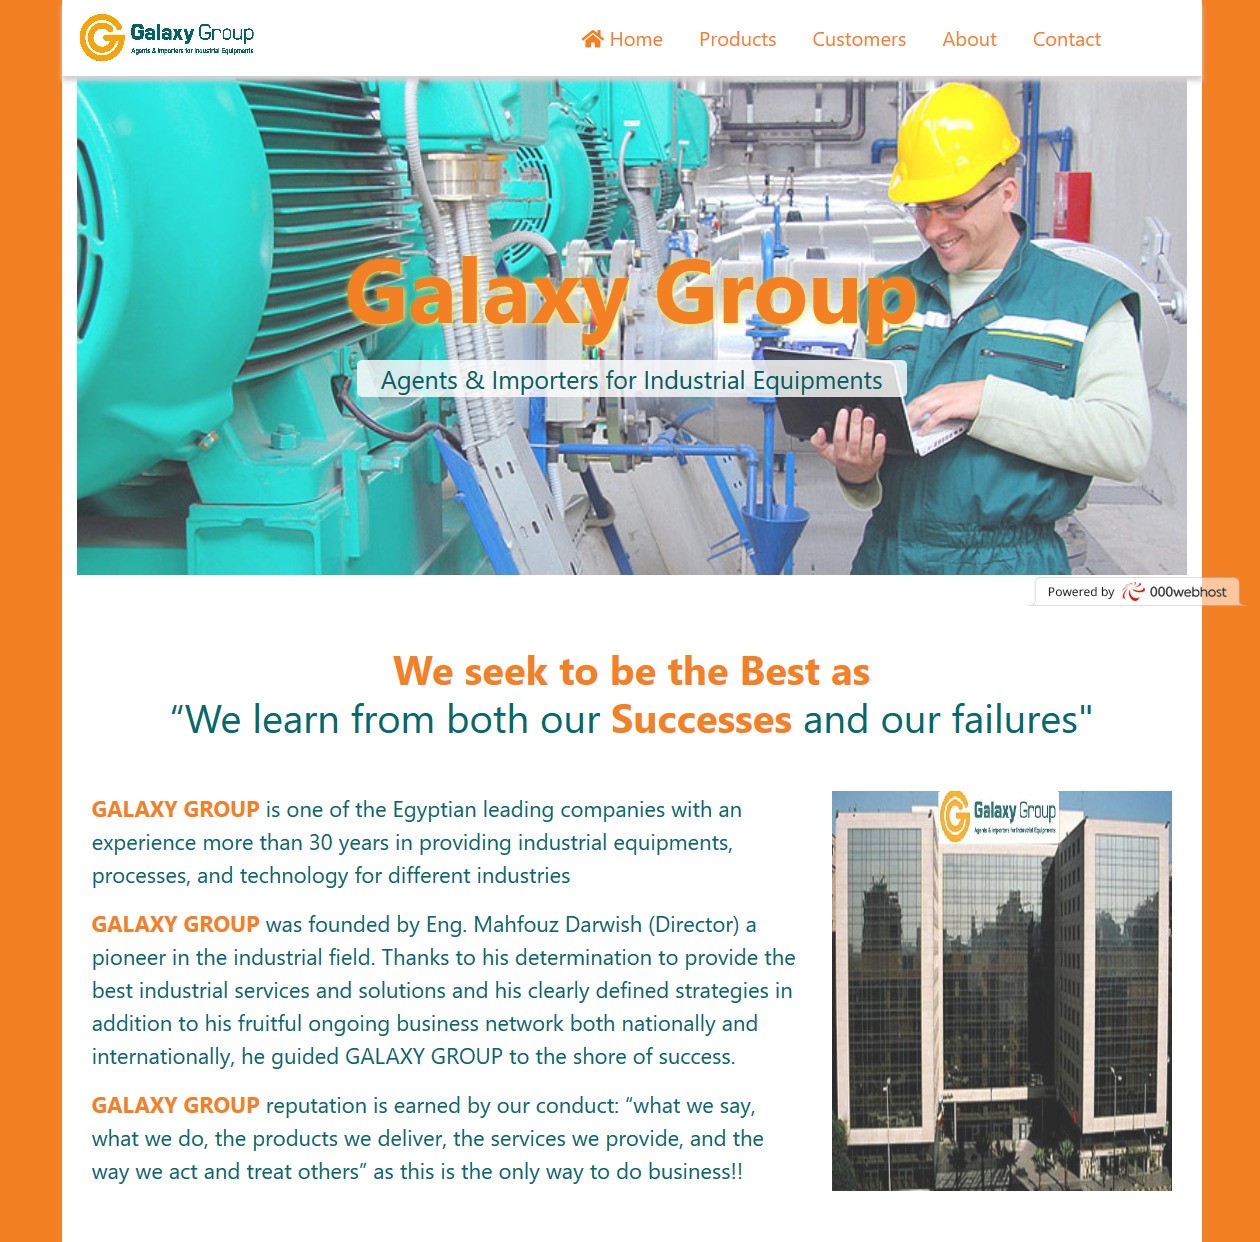 Galaxy Group
Agents & Importers for Industrial Equipments
Home Products Customers About Contact
Galaxy Group
Agents & Importers for Industrial Equipments
Powered by 000webhost
We seek to be the Best as
“We learn from both our Successes and our failures"
GALAXY GROUP is one of the Egyptian leading companies with an
experience more than 30 years in providing industrial equipments,
processes, and technology for different industries
GALAXY GROUP was founded by Eng. Mahfouz Darwish (Director) a
pioneer in the industrial field. Thanks to his determination to provide the
best industrial services and solutions and his clearly defined strategies in
addition to his fruitful ongoing business network both nationally and
internationally, he guided GALAXY GROUP to the shore of success.
GALAXY GROUP reputation is earned by our conduct: “what we say,
what we do, the products we deliver, the services we provide, and the
way we act and treat others” as this is the only way to do business!!
Galaxy Group
Agents & Importers for Industrial Equipments